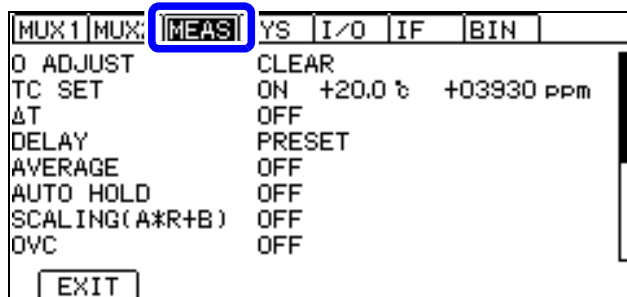 MUX1 MUX2 MEAS YS I/O IF BIN
0 ADJUST CLEAR
TC SET ON +20.0 ℃ +03930 ppm
ΔT OFF
DELAY PRESET
AVERAGE OFF
AUTO HOLD OFF
SCALING(A*R+B) OFF
OVC OFF
EXIT